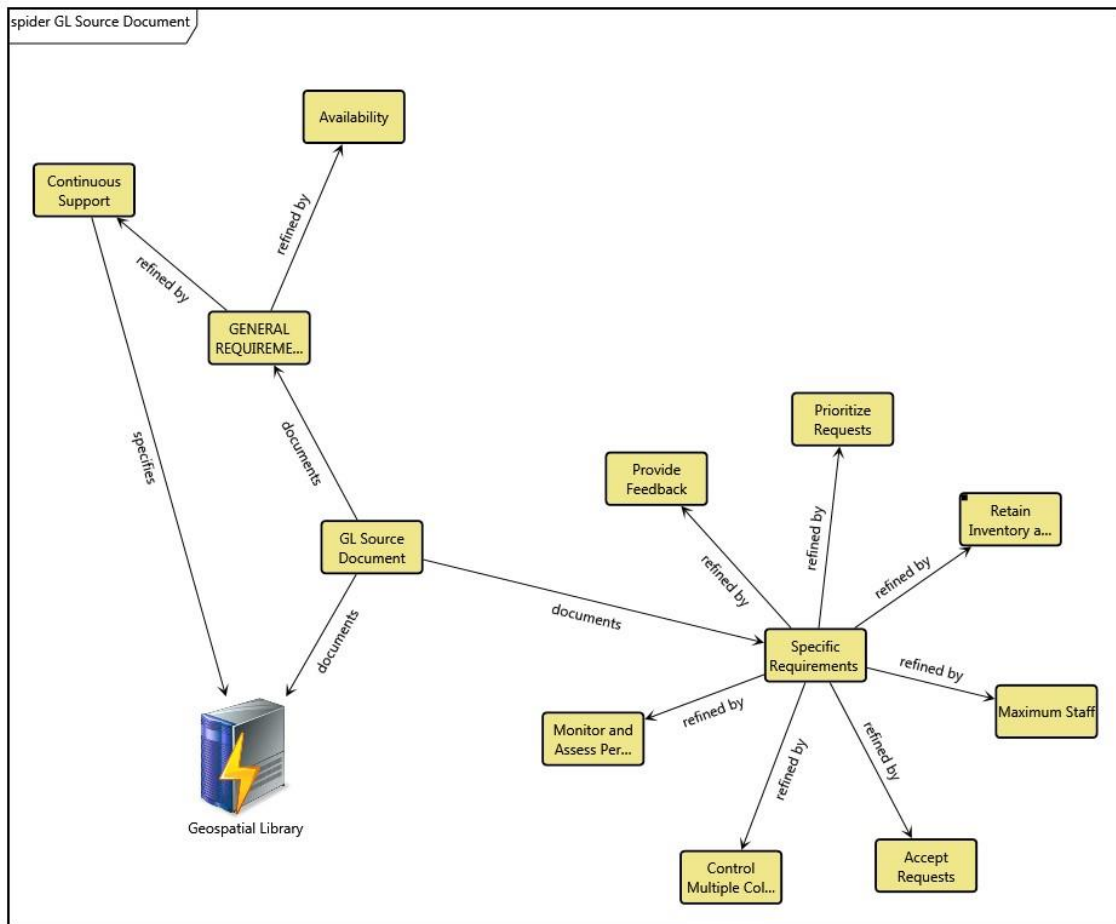 spider GL Source Document
Availability
Continuous
Support
refined by
refined by
GENERAL
REQUIREME...
specifies
documents
GL Source
Document
documents
documents
Geospatial Library
Prioritize
Requests
Provide
Feedback
Retain
Inventory a...
refined by
refined by
refined by
Specific
Requirements
refined by
Maximum Staff
refined by
Monitor and
Assess Per...
refined by
refined by
Control
Multiple Col...
Accept
Requests